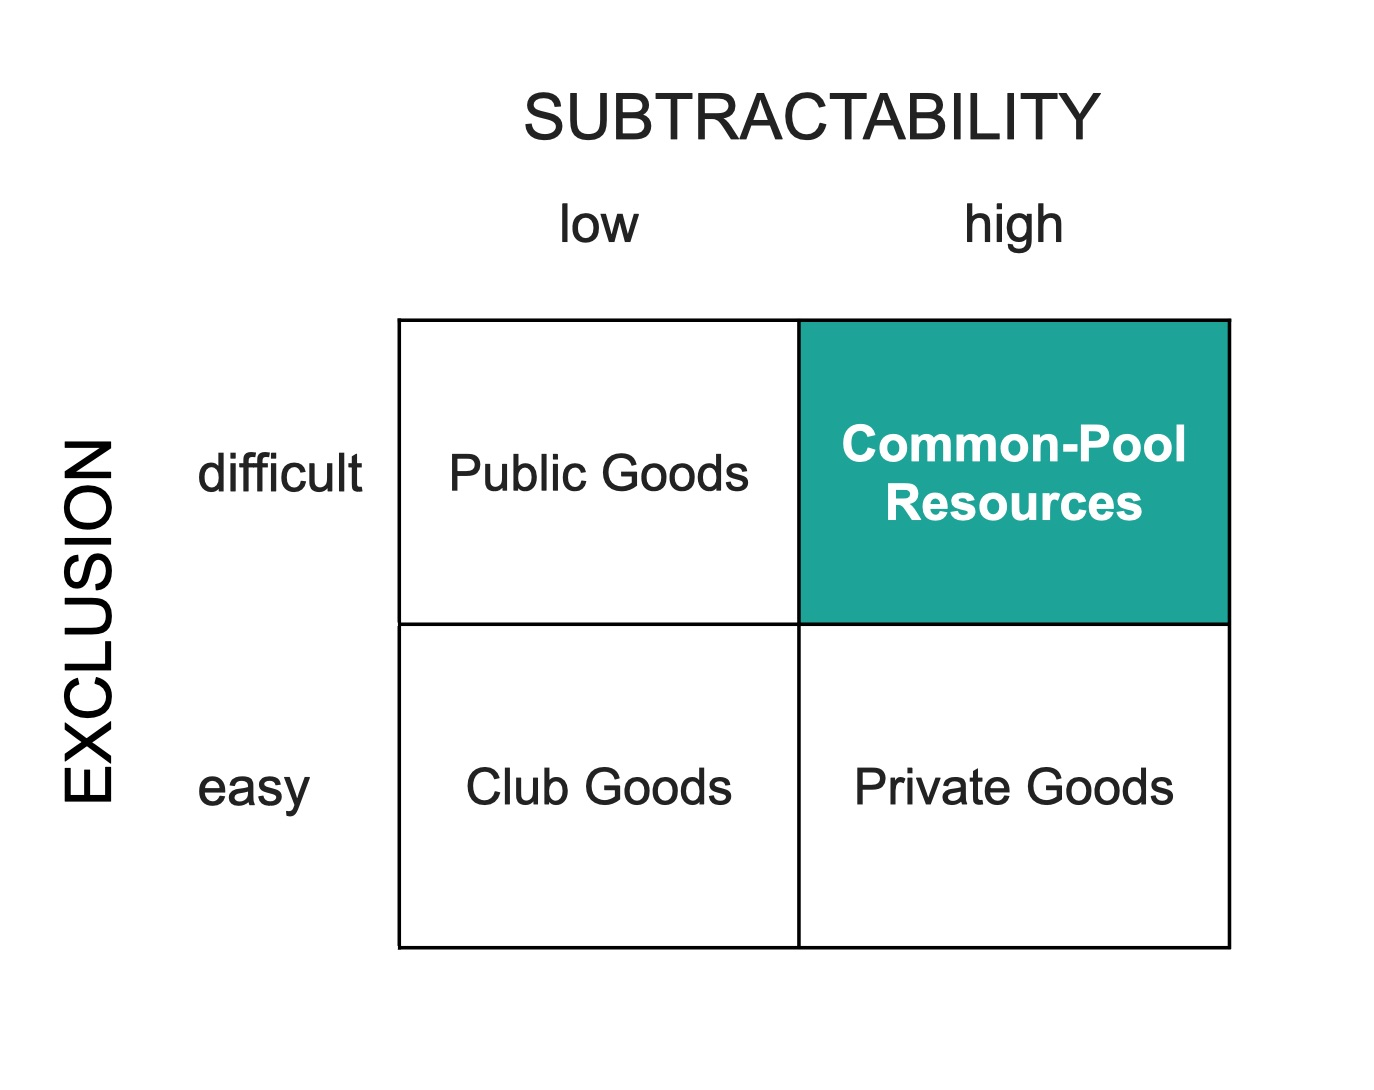 SUBTRACTABILITY
low
high
EXCLUSION
difficult
Public Goods
Common-Pool
Resources
easy
Club Goods
Private Goods